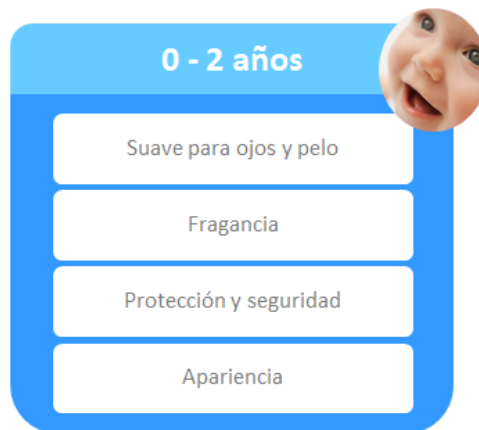 0 - 2 años
Suave para ojos y pelo
Fragancia
Protección y seguridad
Apariencia